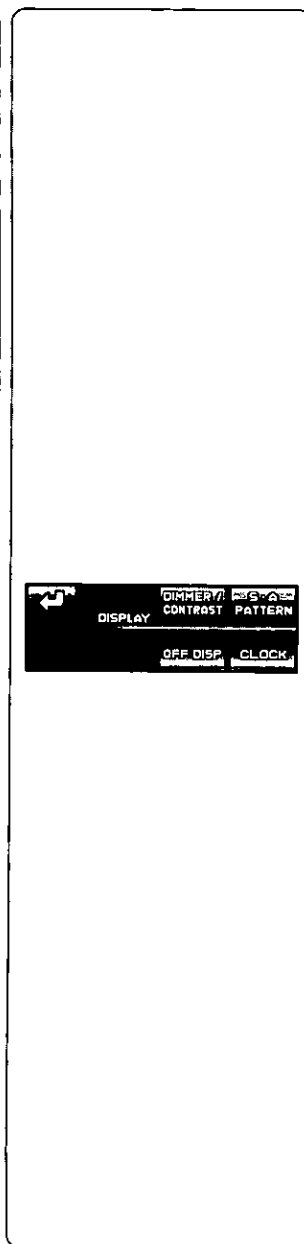 DIMMER/ S·A
CONTRAST PATTERN
DISPLAY
OFF DISP. CLOCK